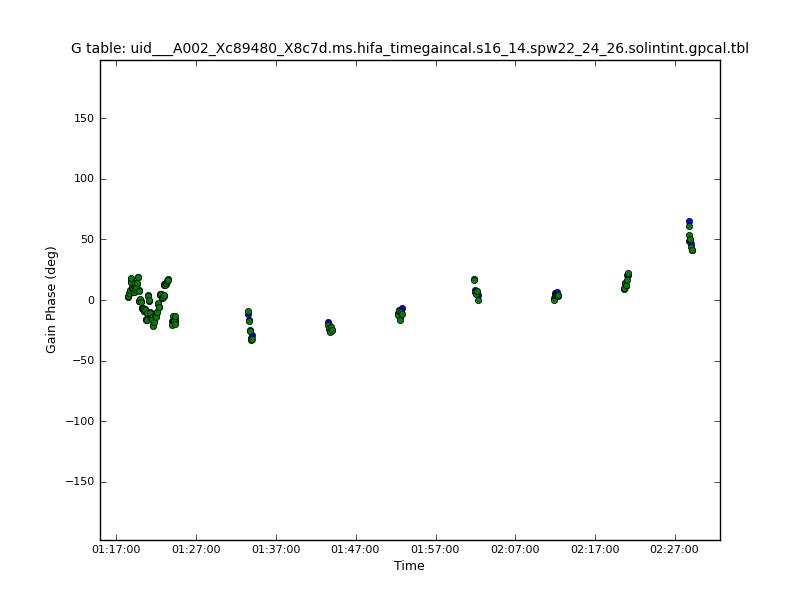 G table: uid___A002_Xc89480_X8c7d.ms.hifa_timegaincal.s16_14.spw22_24_26.solintint.gpcal.tbl
150
100
50
0
−50
−100
−150
Gain Phase (deg)
01:17:00 01:27:00 01:37:00 01:47:00 01:57:00 02:07:00 02:17:00 02:27:00
Time